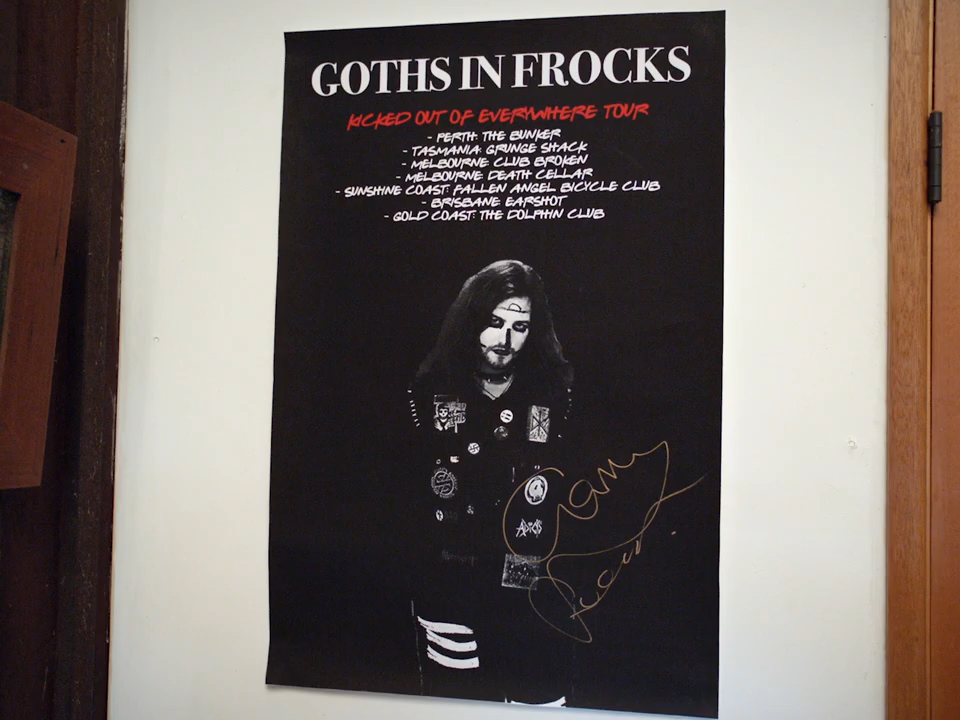 GOTHS IN FROCKS
KICKED OUT OF EVERYWHERE TOUR
- PERTH: THE BUNKER
- TASMANIA: GRUNGE SHACK
- MELBOURNE: CLUB BROKEN
- MELBOURNE: DEATH CELLAR
- SUNSHINE COAST: FALLEN ANGEL BICYCLE CLUB
- BRISBANE: EARSHOT
- GOLD COAST: THE DOLPHIN CLUB
ADICTS